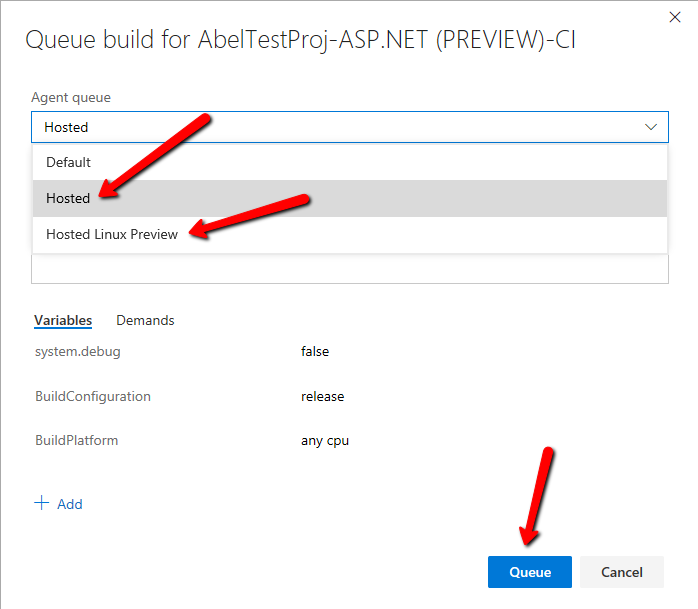 Queue build for AbelTestProj-ASP.NET (PREVIEW)-CI
Agent queue
Hosted
Default
Hosted
Hosted Linux Preview
Variables Demands
system.debug false
BuildConfiguration release
BuildPlatform any cpu
Add
Queue Cancel